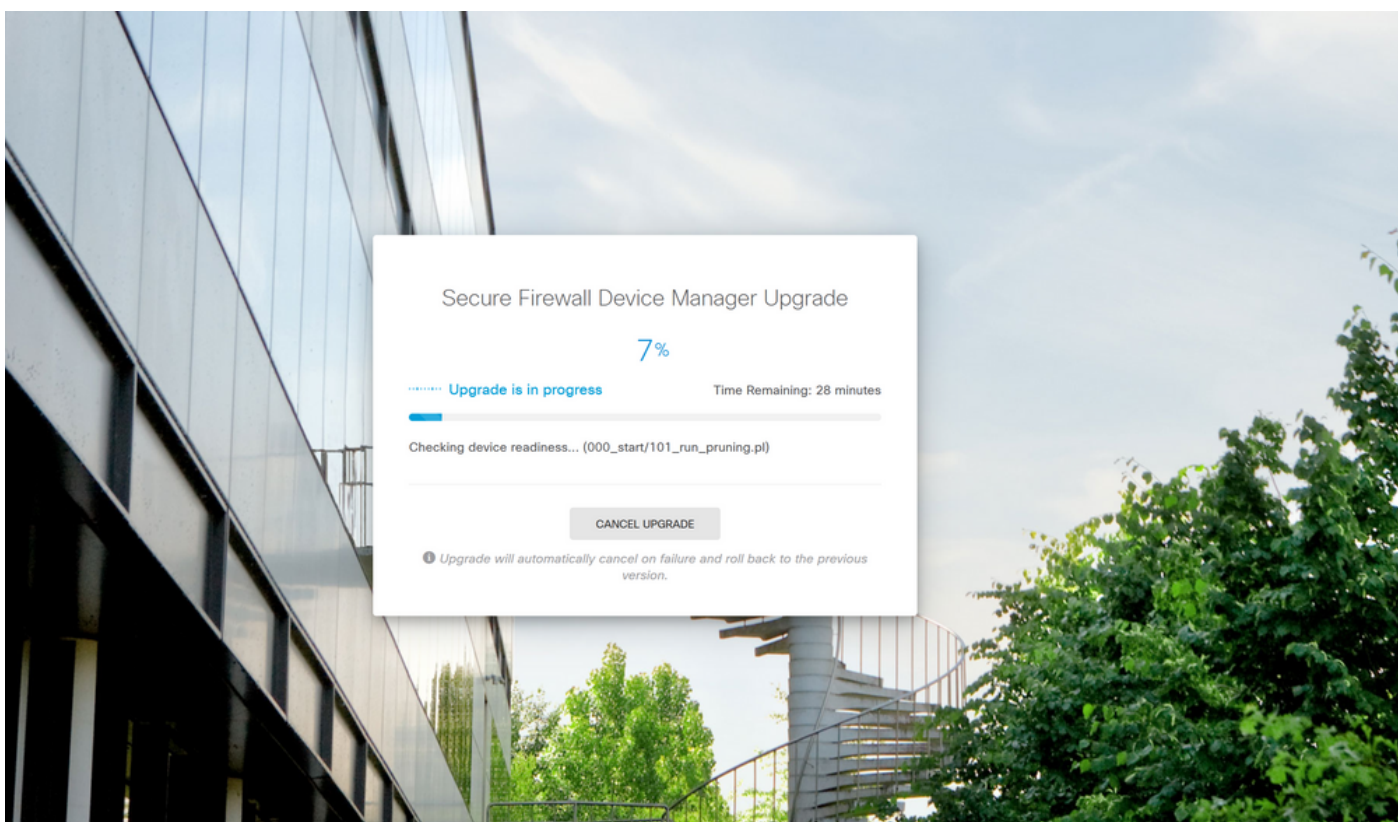 Secure Firewall Device Manager Upgrade
7%
Upgrade is in progress
Time Remaining: 28 minutes
Checking device readiness... (000_start/101_run_pruning.pl)
CANCEL UPGRADE
Upgrade will automatically cancel on failure and roll back to the previous
version.